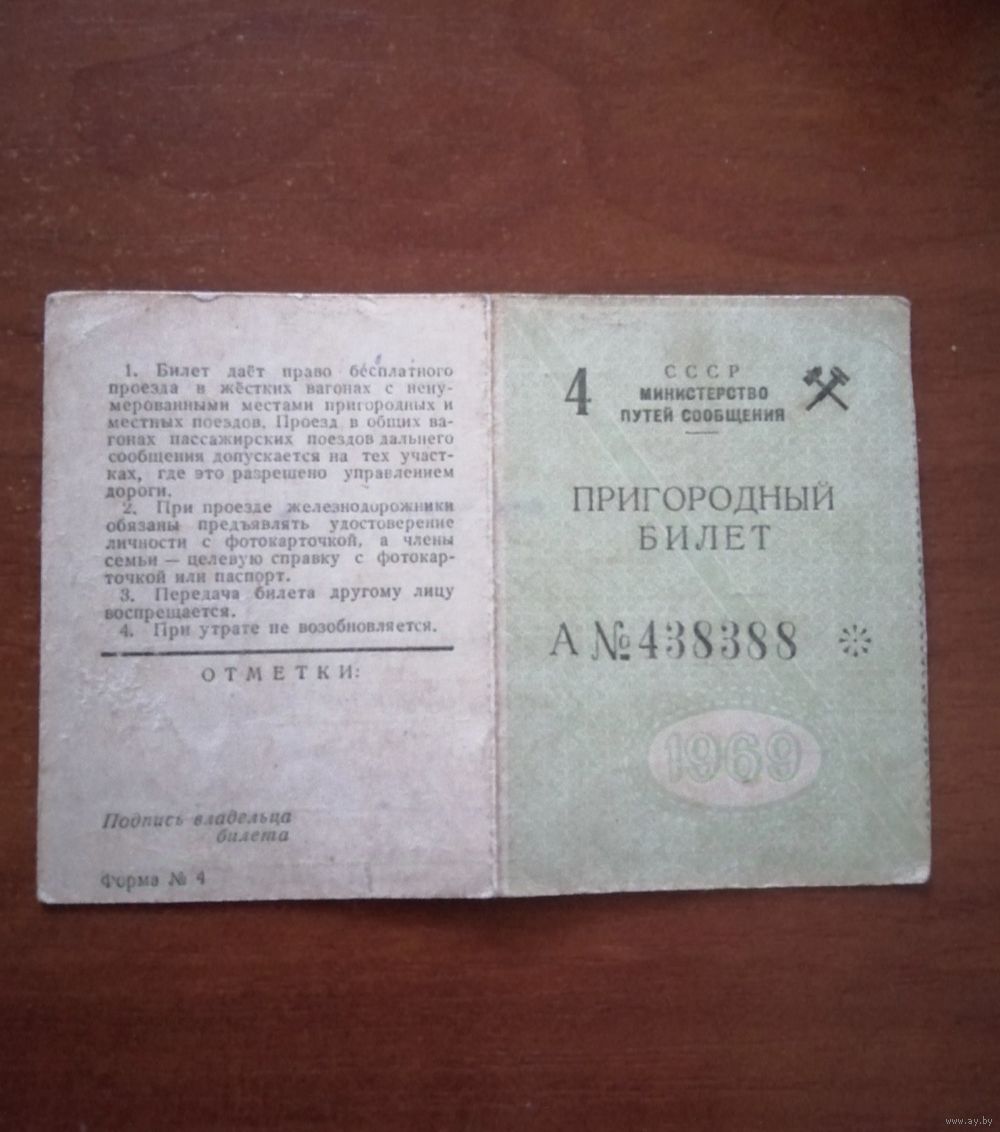 1. Билет даёт право бесплатного
проезда в жёстких вагонах с нену-
мерованными местами пригородных и
местных поездов. Проезд в общих ва-
гонах пассажирских поездов дальнего
сообщения допускается на тех участ-
ках, где это разрешено управлением
дороги.
2. При проезде железнодорожники
обязаны предъявлять удостоверение
личности с фотокарточкой, а члены
семьи — целевую справку с фотокар-
точкой или паспорт.
3. Передача билета другому лицу
воспрещается.
4. При утрате не возобновляется.
ОТМЕТКИ:
Подпись владельца
билета
Форма № 4
4
СССР
МИНИСТЕРСТВО
ПУТЕЙ СООБЩЕНИЯ
ПРИГОРОДНЫЙ
БИЛЕТ
А № 438388
1969
www.ay.by